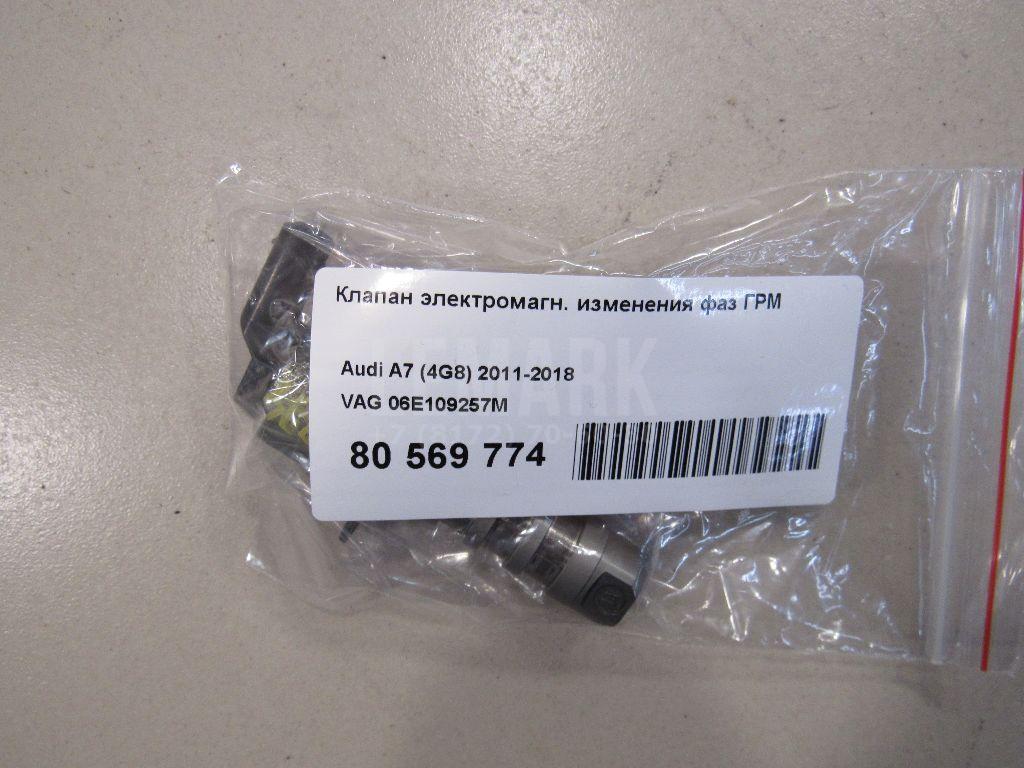 Клапан электромагн. изменения фаз ГРМ
Audi A7 (4G8) 2011-2018
VAG 06E109257M
80 569 774